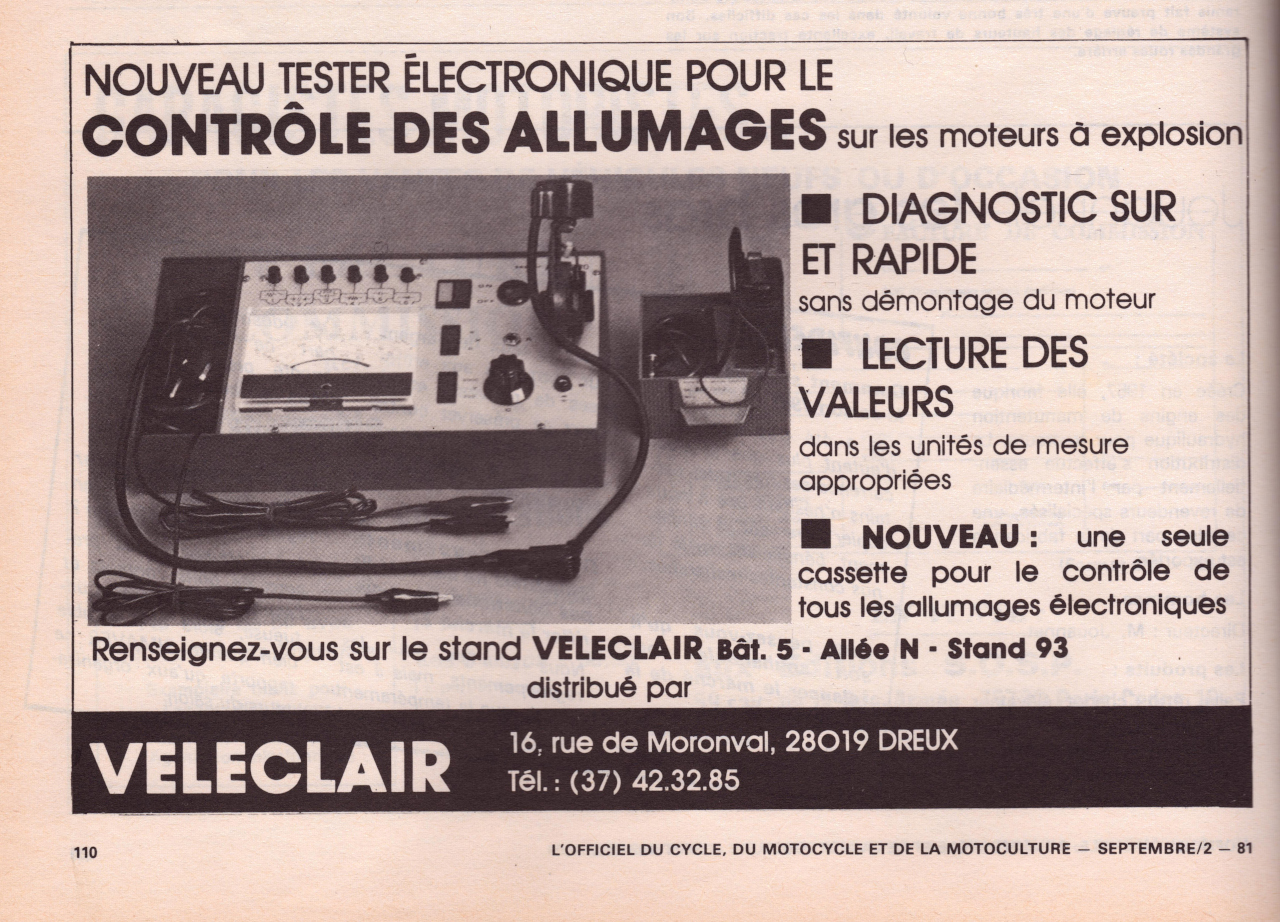 NOUVEAU TESTER ÉLECTRONIQUE POUR LE
CONTRÔLE DES ALLUMAGES sur les moteurs à explosion
■ DIAGNOSTIC SUR
ET RAPIDE
sans démontage du moteur
■ LECTURE DES
VALEURS
dans les unités de mesure
appropriées
■ NOUVEAU : une seule
cassette pour le contrôle de
tous les allumages électroniques
Renseignez-vous sur le stand VELECLAIR Bât. 5 - Allée N - Stand 93
distribué par
VELECLAIR
16, rue de Moronval, 28019 DREUX
Tél. : (37) 42.32.85
110
L'OFFICIEL DU CYCLE, DU MOTOCYCLE ET DE LA MOTOCULTURE — SEPTEMBRE/2 — 81